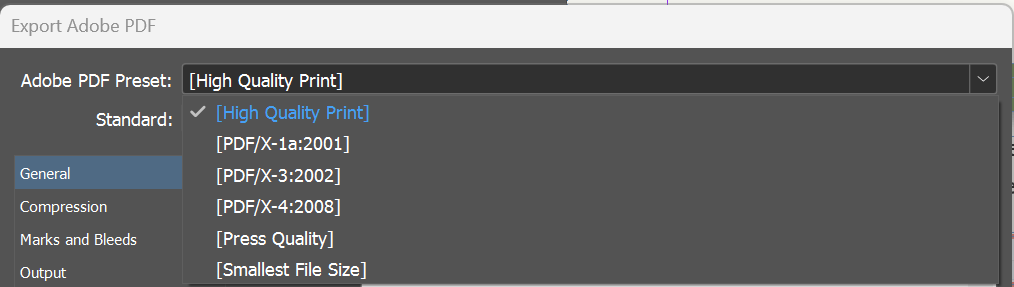 Export Adobe PDF
Adobe PDF Preset: [High Quality Print]
[High Quality Print]
Standard:
[PDF/X-1a:2001]
General
[PDF/X-3:2002]
Compression
[PDF/X-4:2008]
Marks and Bleeds
[Press Quality]
Output
[Smallest File Size]